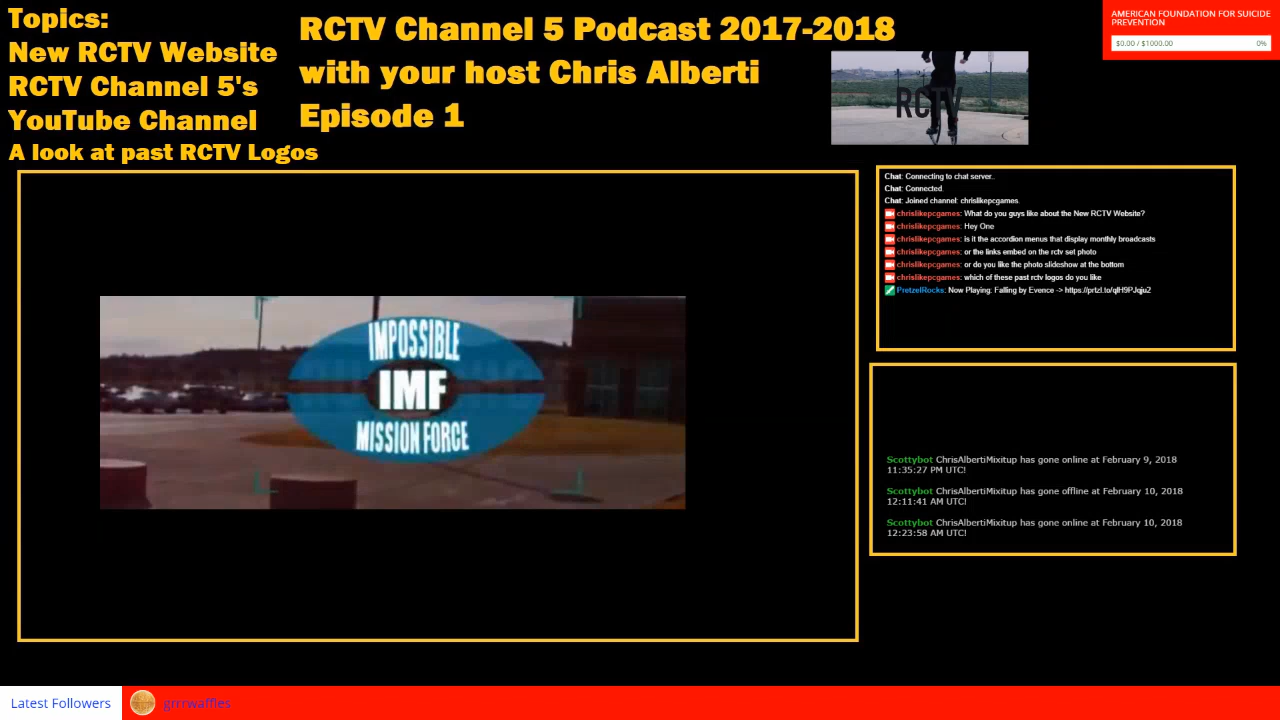 Topics:
New RCTV Website
RCTV Channel 5's
YouTube Channel
A look at past RCTV Logos
RCTV Channel 5 Podcast 2017-2018
with your host Chris Alberti
Episode 1
RCTV
AMERICAN FOUNDATION FOR SUICIDE
PREVENTION
$0.00 / $1000.00 0%
IMPOSSIBLE
IMF
MISSION FORCE
Chat: Connecting to chat server..
Chat: Connected.
Chat: Joined channel: chrislikepcgames.
chrislikepcgames: What do you guys like about the New RCTV Website?
chrislikepcgames: Hey One
chrislikepcgames: is it the accordion menus that display monthly broadcasts
chrislikepcgames: or the links embed on the rctv set photo
chrislikepcgames: or do you like the photo slideshow at the bottom
chrislikepcgames: which of these past rctv logos do you like
PretzelRocks: Now Playing: Falling by Evence ->
Scottybot ChrisAlbertiMixitup has gone online at February 9, 2018
11:35:27 PM UTC!
Scottybot ChrisAlbertiMixitup has gone offline at February 10, 2018
12:11:41 AM UTC!
Scottybot ChrisAlbertiMixitup has gone online at February 10, 2018
12:23:58 AM UTC!
Latest Followers
grrrwaffles